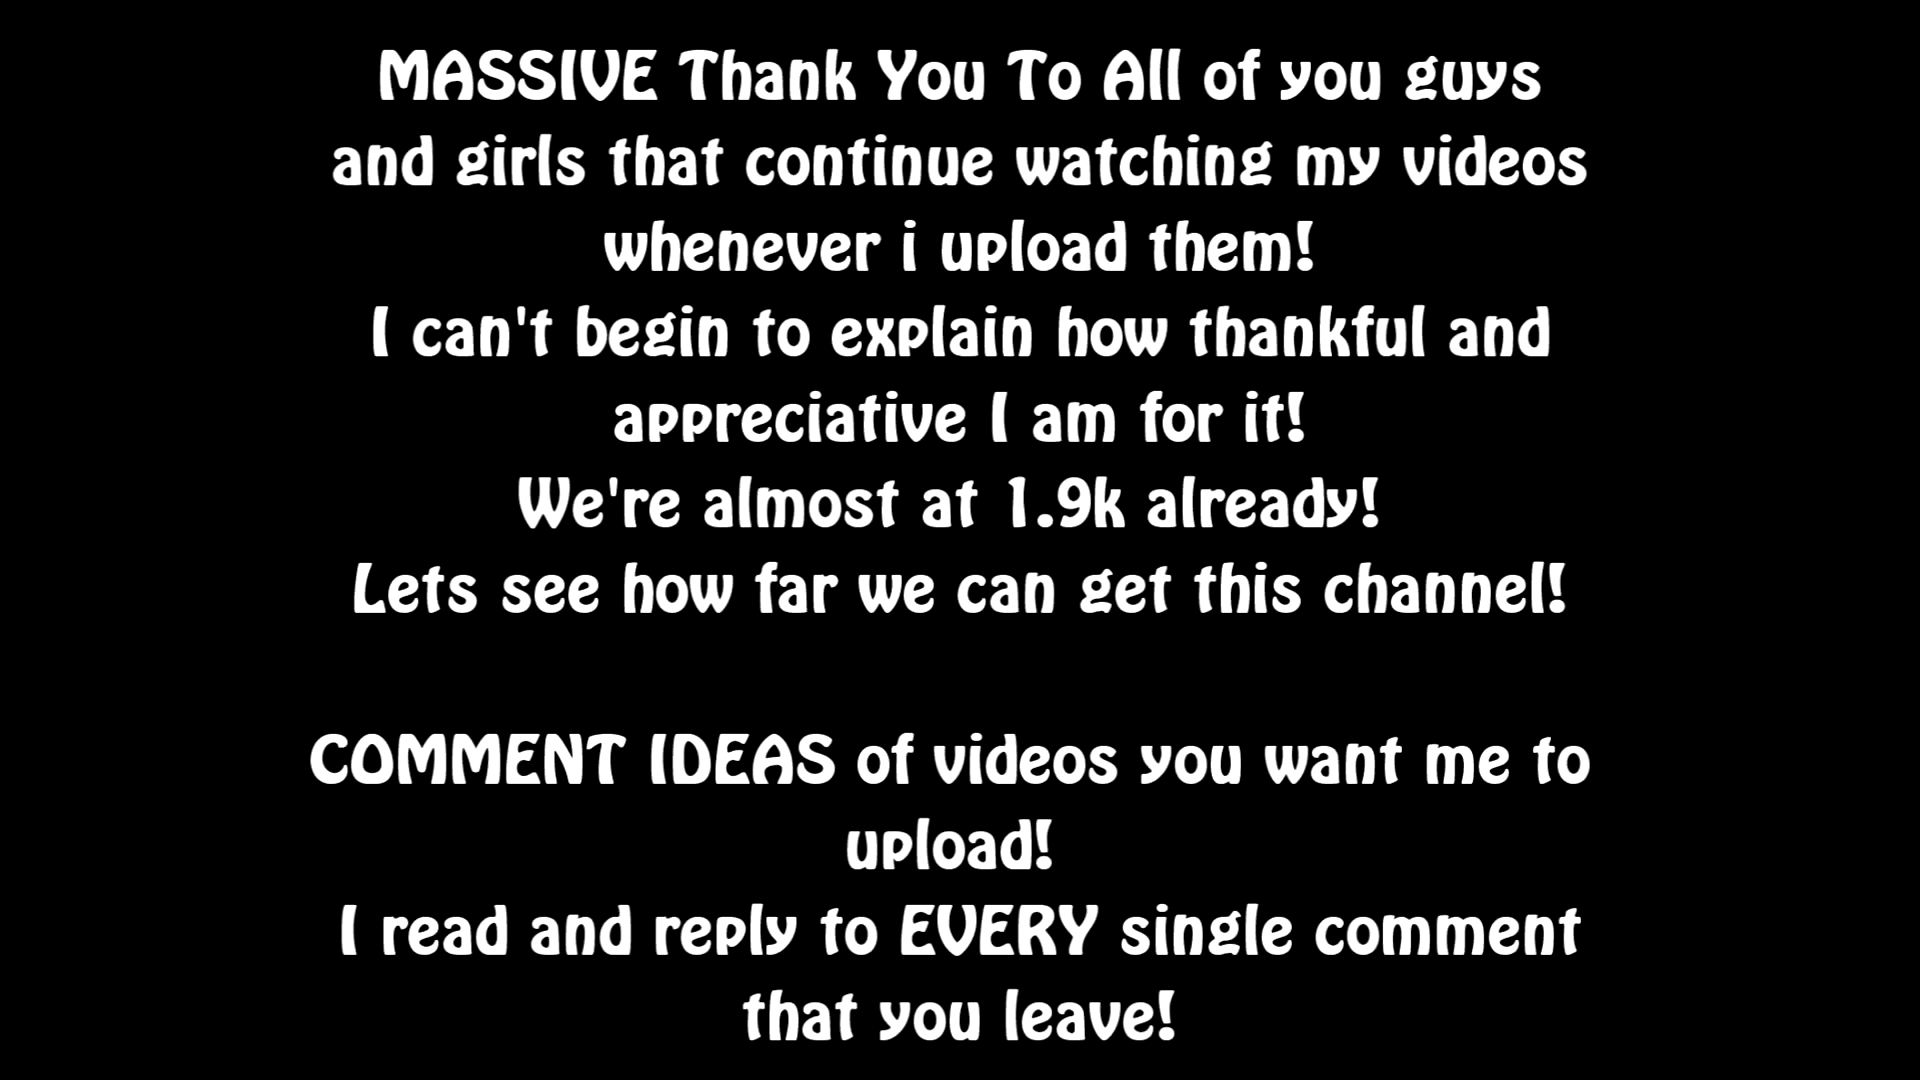 MASSIVE Thank You To All of you guys
and girls that continue watching my videos
whenever i upload them!
I can't begin to explain how thankful and
appreciative I am for it!
We're almost at 1.9k already!
Lets see how far we can get this channel!
COMMENT IDEAS of videos you want me to
upload!
I read and reply to EVERY single comment
that you leave!